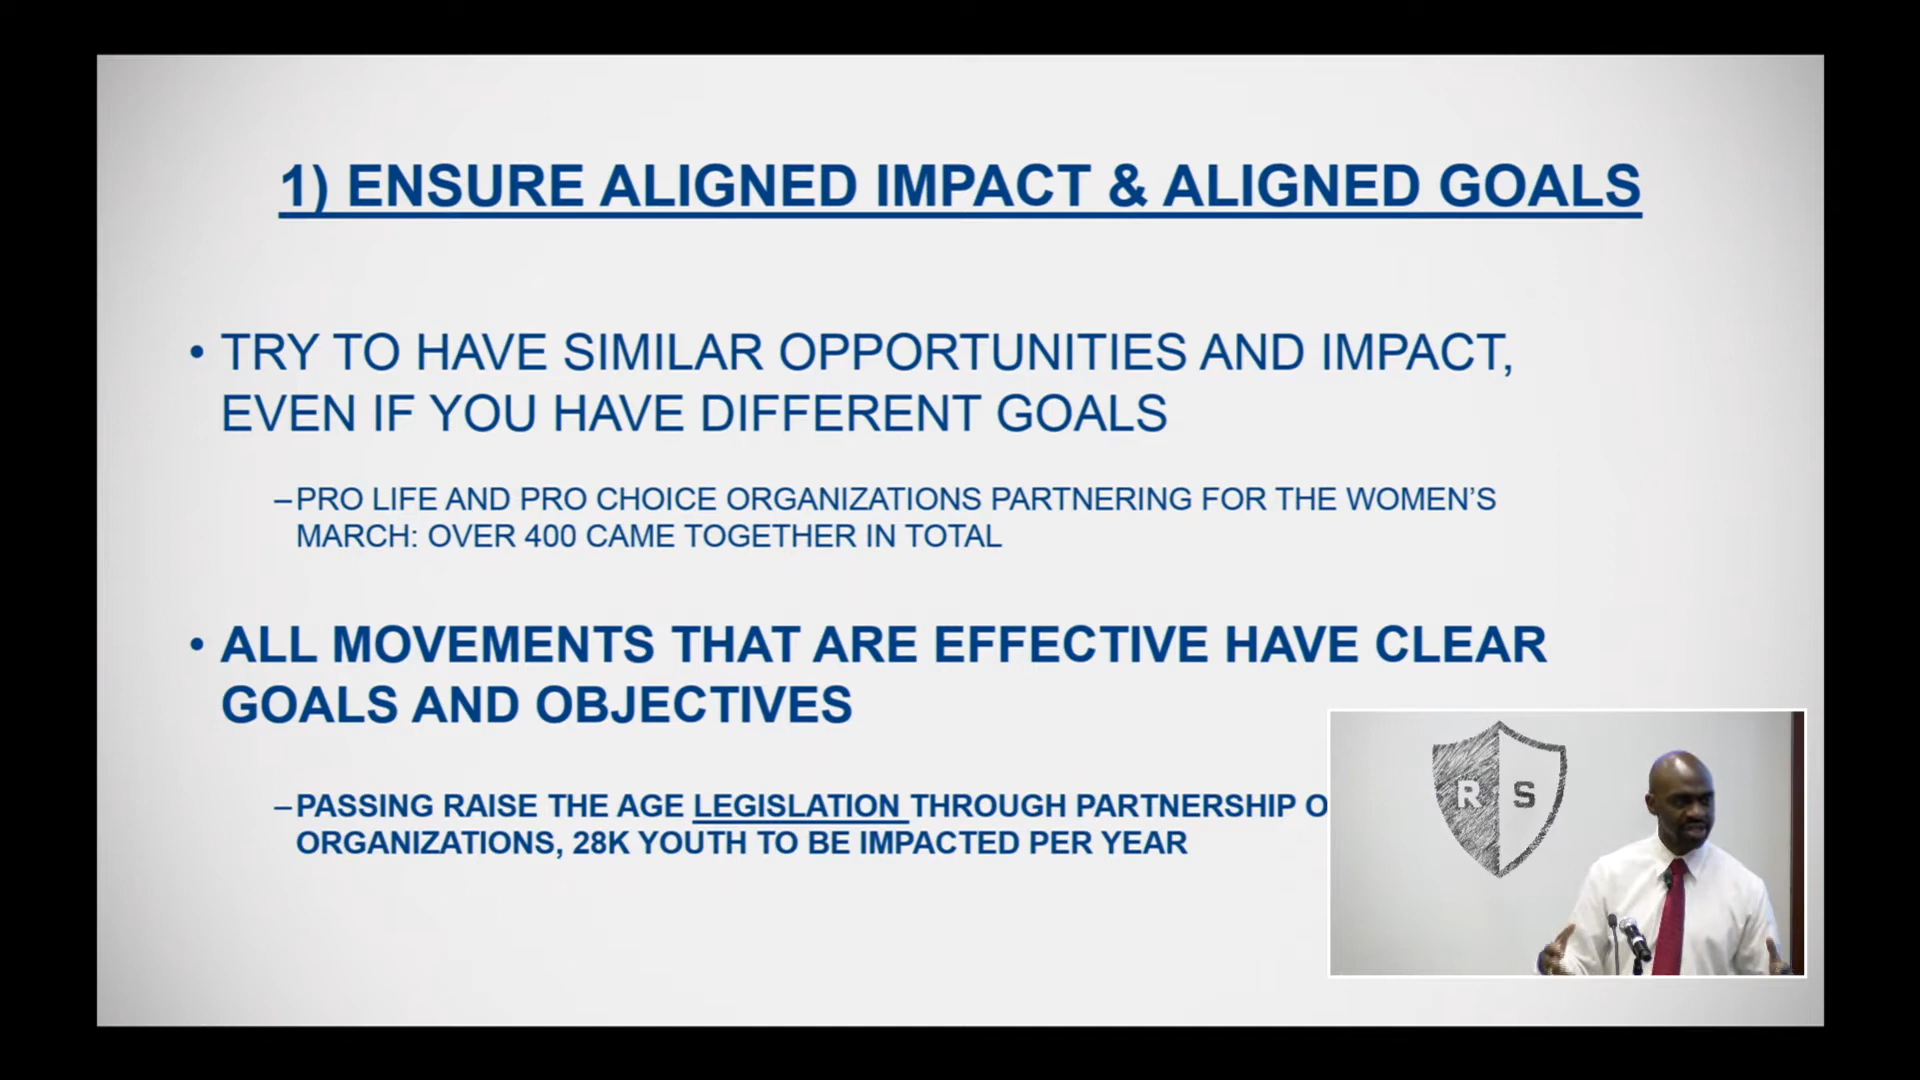 1) ENSURE ALIGNED IMPACT & ALIGNED GOALS
• TRY TO HAVE SIMILAR OPPORTUNITIES AND IMPACT,
EVEN IF YOU HAVE DIFFERENT GOALS
–PRO LIFE AND PRO CHOICE ORGANIZATIONS PARTNERING FOR THE WOMEN’S
MARCH: OVER 400 CAME TOGETHER IN TOTAL
• ALL MOVEMENTS THAT ARE EFFECTIVE HAVE CLEAR
GOALS AND OBJECTIVES
–PASSING RAISE THE AGE LEGISLATION THROUGH PARTNERSHIP
ORGANIZATIONS, 28K YOUTH TO BE IMPACTED PER YEAR
R S